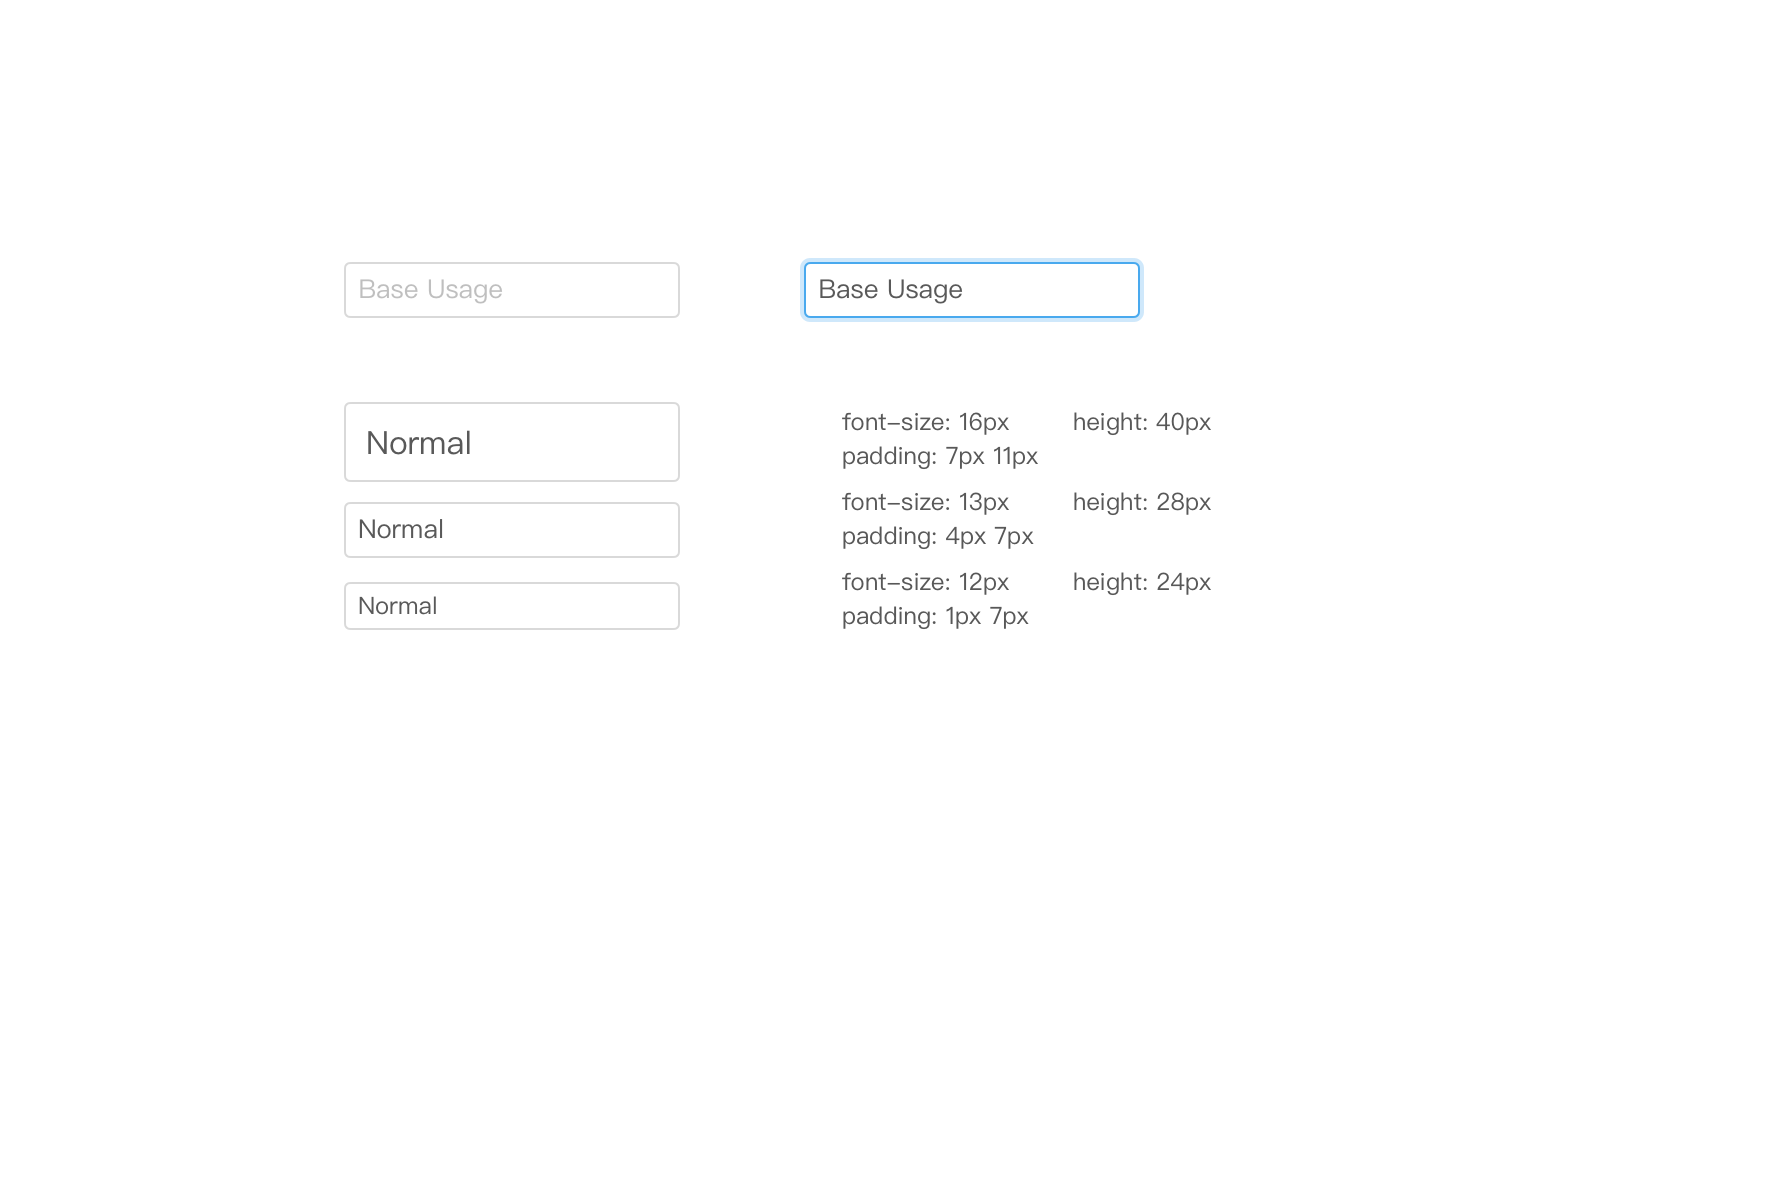 Base Usage
Base Usage
Normal
font-size: 16px height: 40px
padding: 7px 11px
Normal
font-size: 13px height: 28px
padding: 4px 7px
Normal
font-size: 12px height: 24px
padding: 1px 7px